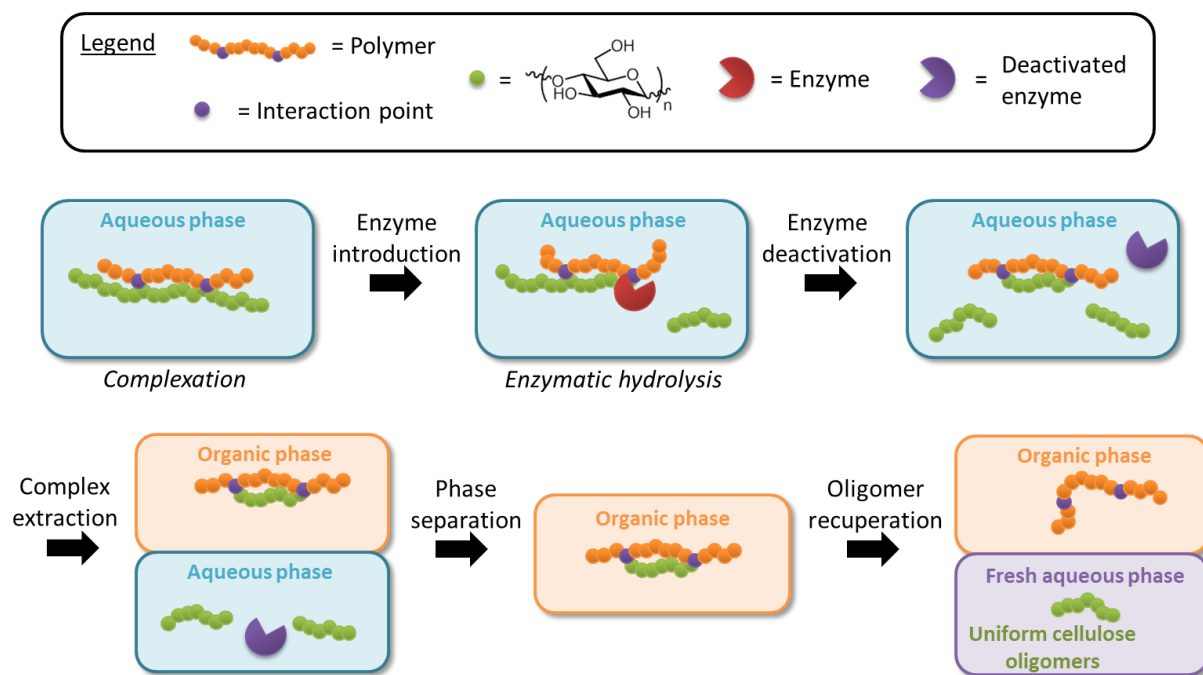 Legend
= Polymer
= Interaction point
=
OH
O
O
HO
OH
n
= Enzyme
= Deactivated
enzyme
Aqueous phase
Complexation
Enzyme
introduction
Aqueous phase
Enzymatic hydrolysis
Enzyme
deactivation
Aqueous phase
Complex
extraction
Organic phase
Aqueous phase
Phase
separation
Organic phase
Oligomer
recuperation
Organic phase
Fresh aqueous phase
Uniform cellulose
oligomers